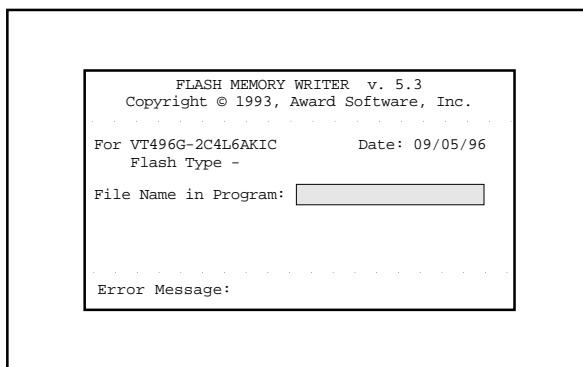 FLASH MEMORY WRITER v. 5.3
Copyright © 1993, Award Software, Inc.
For VT496G-2C4L6AKIC Date: 09/05/96
Flash Type -
File Name in Program:
Error Message: